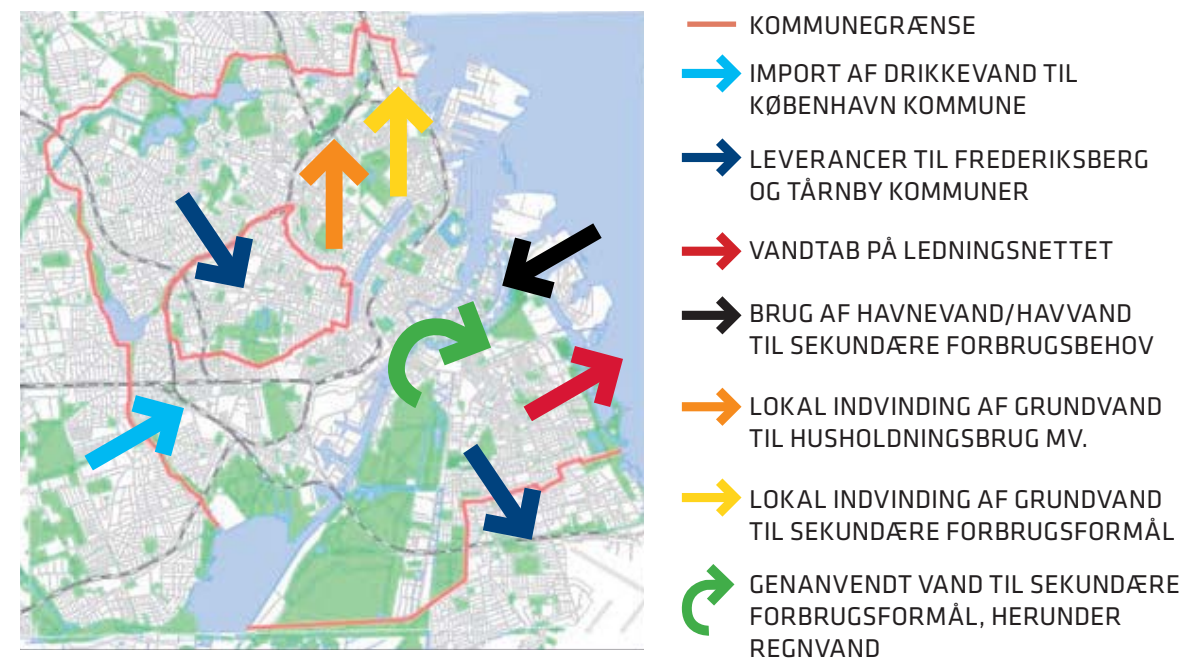 KOMMUNEGRÆNSE
IMPORT AF DRIKKEVAND TIL
KØBENHAVN KOMMUNE
LEVERANCER TIL FREDERIKSBERG
OG TÅRNBY KOMMUNER
VANDTAB PÅ LEDNINGSNETTET
BRUG AF HAVNEVAND/HAVVAND
TIL SEKUNDÆRE FORBRUGSBEHOV
LOKAL INDVINDING AF GRUNDVAND
TIL HUSHOLDNINGSBRUG MV.
LOKAL INDVINDING AF GRUNDVAND
TIL SEKUNDÆRE FORBRUGSFORMÅL
GENANVENDT VAND TIL SEKUNDÆRE
FORBRUGSFORMÅL, HERUNDER
REGNVAND